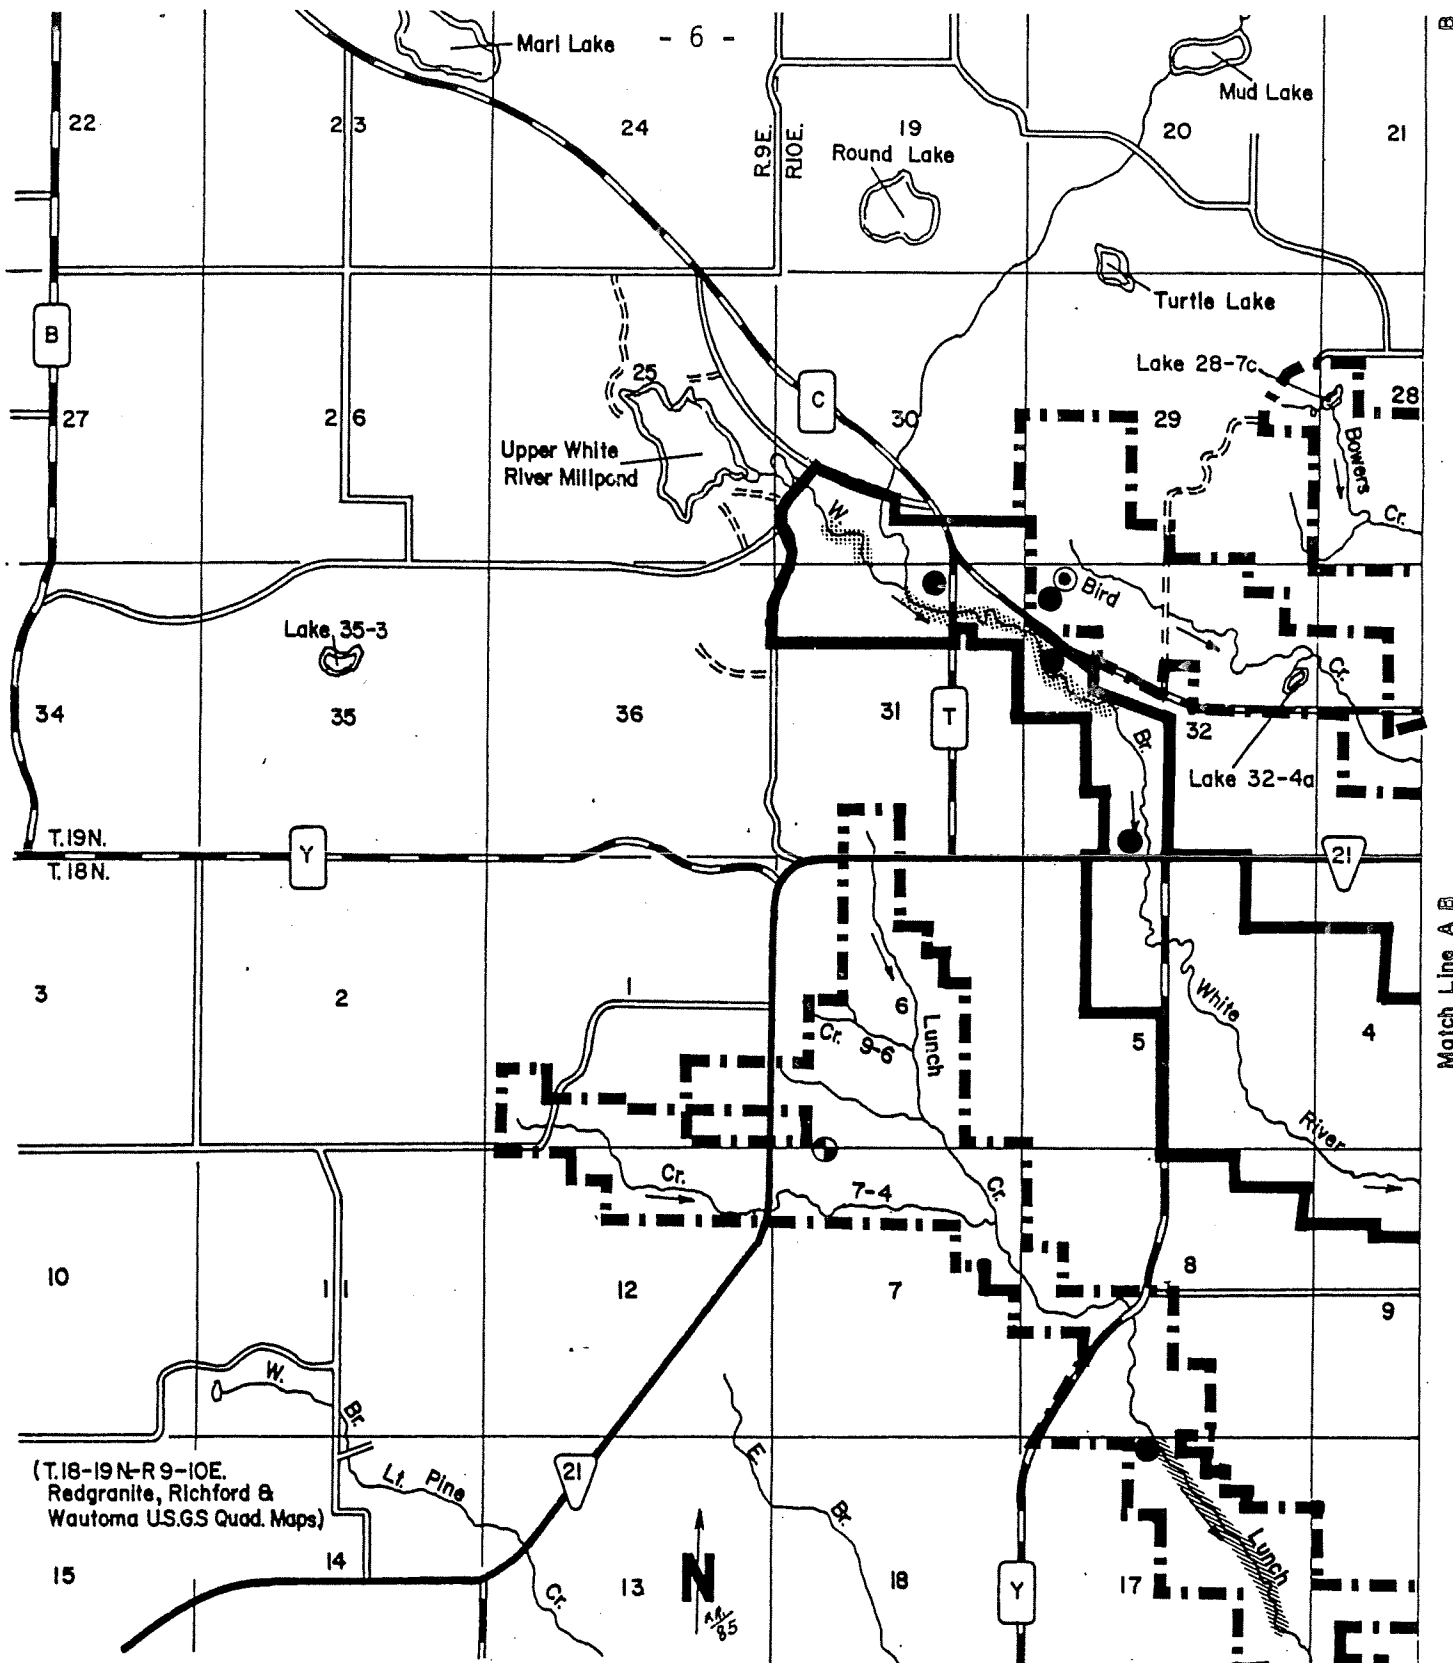 - 6 -
Marl Lake
Mud Lake
B
22
23
24
R.9E.
R.10E.
19
20
21
Round Lake
Turtle Lake
B
Lake 28-7c
25
C
27
26
30
29
28
Upper White
River Millpond
Bowers
Cr.
W.
Bird
Cr.
Lake 35-3
34
35
36
31
T
32
Br.
Lake 32-4a
T.19N.
T.18N.
Y
21
Match Line A B
3
2
1
6
5
4
White
River
Cr.
9-6
Lunch
Cr.
Cr.
7-4
10
11
12
7
8
9
W.
Br.
Lt. Pine
Cr.
E.
Br.
21
(T.18-19N-R9-10E.
Redgranite, Richford &
Wautoma U.S.G.S Quad. Maps)
15
14
13
N
85
18
Y
17
Lunch